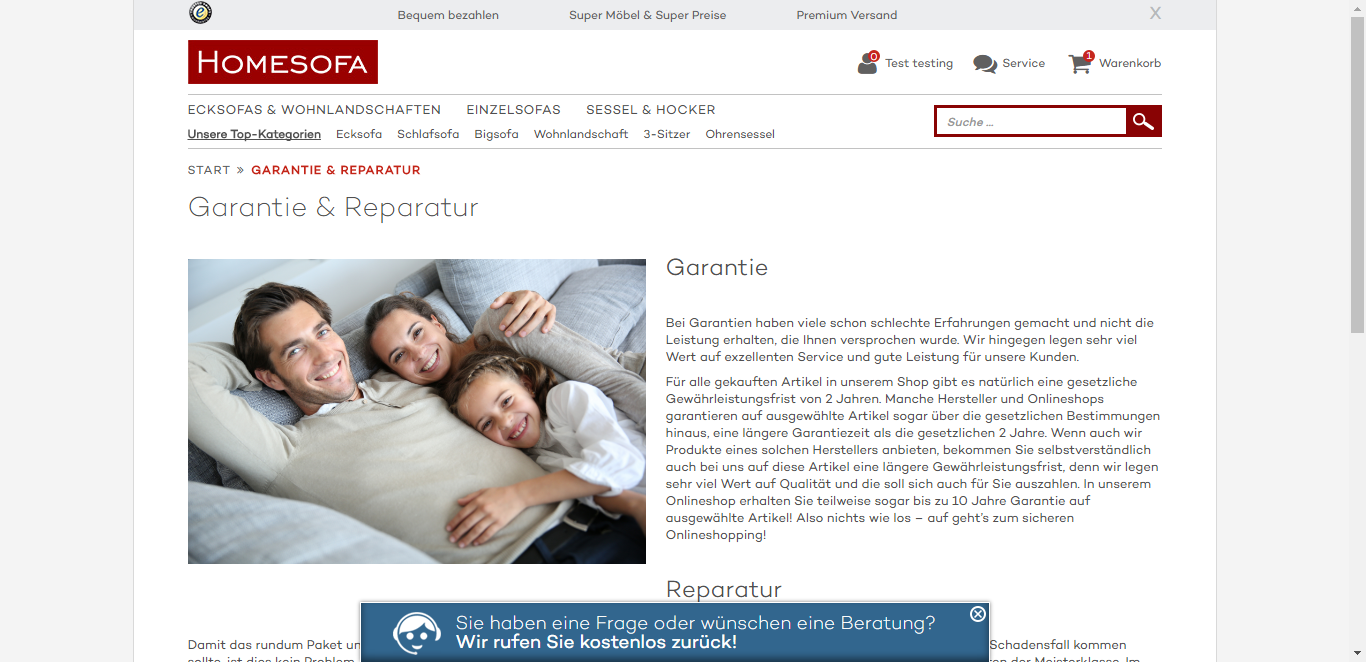 Bequem bezahlen
Super Möbel & Super Preise
Premium Versand
X
HOMESOFA
0
Test testing
Service
1
Warenkorb
ECKSOFAS & WOHNLANDSCHAFTEN
EINZELSOFAS
SESSEL & HOCKER
Unsere Top-Kategorien
Ecksofa
Schlafsofa
Bigsofa
Wohnlandschaft
3-Sitzer
Ohrensessel
Suche ...
START » GARANTIE & REPARATUR
Garantie & Reparatur
Garantie
Bei Garantien haben viele schon schlechte Erfahrungen gemacht und nicht die
Leistung erhalten, die Ihnen versprochen wurde. Wir hingegen legen sehr viel
Wert auf exzellenten Service und gute Leistung für unsere Kunden.
Für alle gekauften Artikel in unserem Shop gibt es natürlich eine gesetzliche
Gewährleistungsfrist von 2 Jahren. Manche Hersteller und Onlineshops
garantieren auf ausgewählte Artikel sogar über die gesetzlichen Bestimmungen
hinaus, eine längere Garantiezeit als die gesetzlichen 2 Jahre. Wenn auch wir
Produkte eines solchen Herstellers anbieten, bekommen Sie selbstverständlich
auch bei uns auf diese Artikel eine längere Gewährleistungsfrist, denn wir legen
sehr viel Wert auf Qualität und die soll sich auch für Sie auszahlen. In unserem
Onlineshop erhalten Sie teilweise sogar bis zu 10 Jahre Garantie auf
ausgewählte Artikel! Also nichts wie los – auf geht's zum sicheren
Onlineshopping!
Reparatur
Sie haben eine Frage oder wünschen eine Beratung?
Wir rufen Sie kostenlos zurück!
Damit das rundum Paket
Schadensfall kommen
sollte, ist dies kein Problem
der Meisterklasse. Im